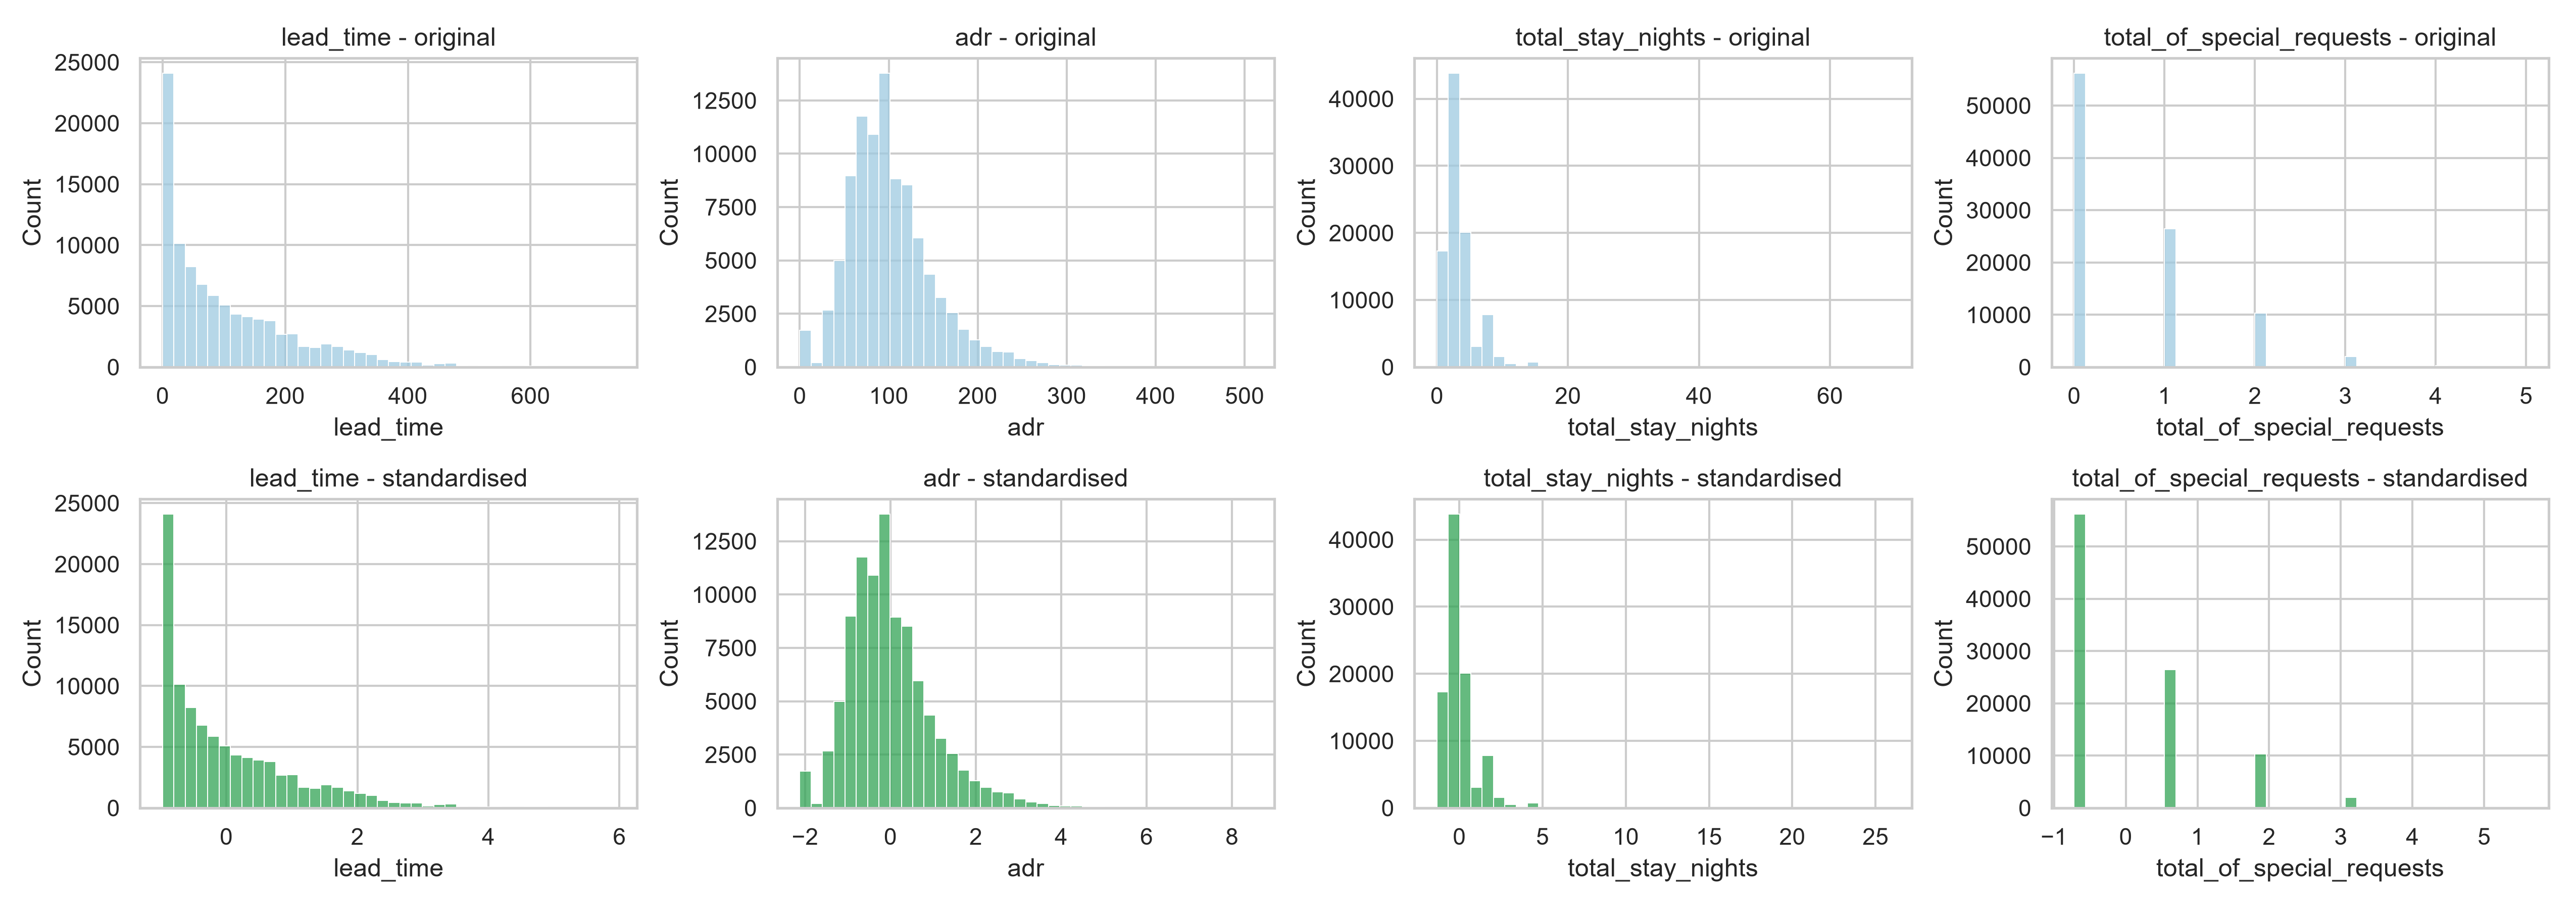 lead_time - original
25000
20000
15000
10000
5000
0
Count
0 200 400 600
lead_time
adr - original
12500
10000
7500
5000
2500
0
Count
0 100 200 300 400 500
adr
total_stay_nights - original
40000
30000
20000
10000
0
Count
0 20 40 60
total_stay_nights
total_of_special_requests - original
50000
40000
30000
20000
10000
0
Count
0 1 2 3 4 5
total_of_special_requests
lead_time - standardised
25000
20000
15000
10000
5000
0
Count
0 2 4 6
lead_time
adr - standardised
12500
10000
7500
5000
2500
0
Count
−2 0 2 4 6 8
adr
total_stay_nights - standardised
40000
30000
20000
10000
0
Count
0 5 10 15 20 25
total_stay_nights
total_of_special_requests - standardised
50000
40000
30000
20000
10000
0
Count
−1 0 1 2 3 4 5
total_of_special_requests